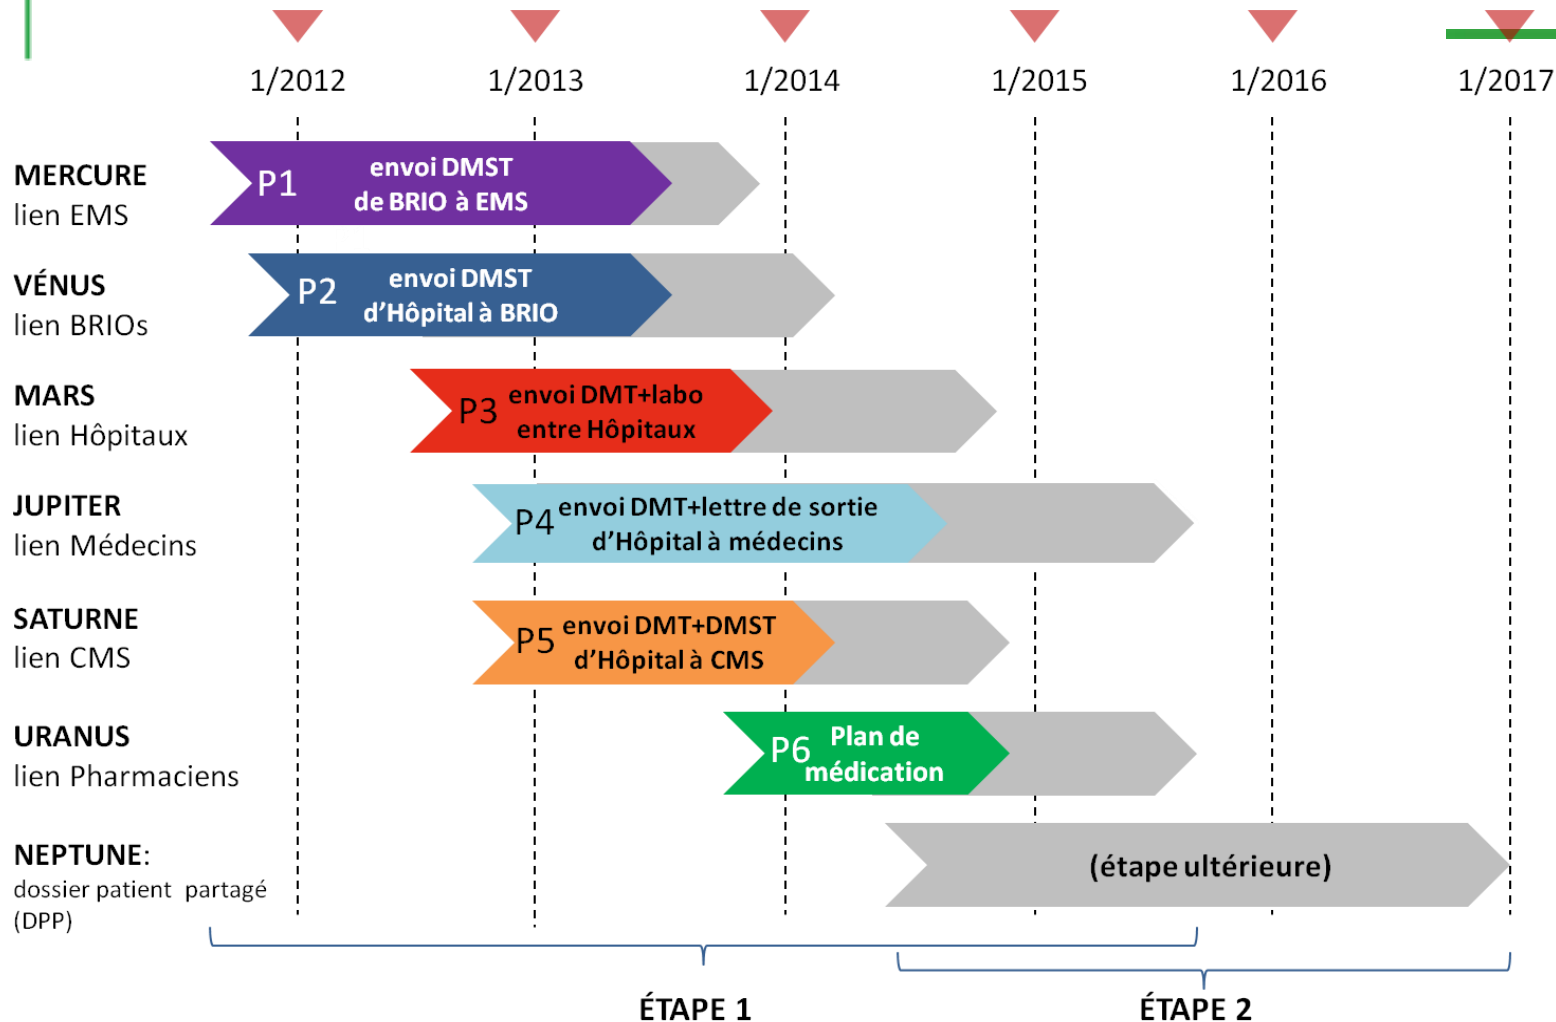 1/2012
1/2013
1/2014
1/2015
1/2016
1/2017
MERCURE
lien EMS
P1
envoi DMST
de BRIO à EMS
VÉNUS
lien BRIOs
P2
envoi DMST
d’Hôpital à BRIO
MARS
lien Hôpitaux
P3
envoi DMT+labo
entre Hôpitaux
JUPITER
lien Médecins
P4
envoi DMT+lettre de sortie
d’Hôpital à médecins
SATURNE
lien CMS
P5
envoi DMT+DMST
d’Hôpital à CMS
URANUS
lien Pharmaciens
P6
Plan de
médication
NEPTUNE:
dossier patient partagé
(DPP)
(étape ultérieure)
ÉTAPE 1
ÉTAPE 2